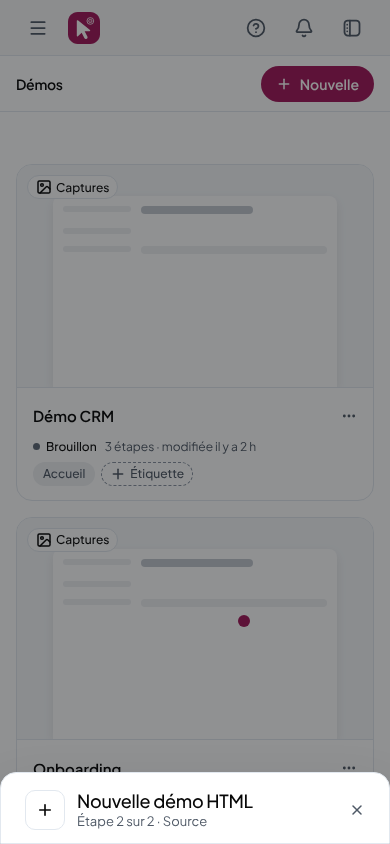 Démos
Nouvelle
Captures
Démo CRM
Brouillon 3 étapes · modifiée il y a 2 h
Accueil
Étiquette
Captures
Onboarding
Nouvelle démo HTML
Étape 2 sur 2 · Source